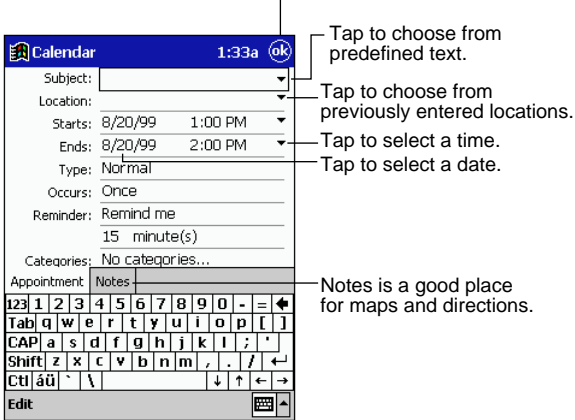 Calendar 1:33a ok
Subject:
Location:
Starts: 8/20/99 1:00 PM
Ends: 8/20/99 2:00 PM
Type: Normal
Occurs: Once
Reminder: Remind me
15 minute(s)
Categories: No categories...
Appointment Notes
123 1 2 3 4 5 6 7 8 9 0 - =
Tab q w e r t y u i o p [ ]
CAP a s d f g h j k l ; '
Shift z x c v b n m , . /
Ctl áü ` \
Edit
Tap to choose from
predefined text.
Tap to choose from
previously entered locations.
Tap to select a time.
Tap to select a date.
Notes is a good place
for maps and directions.